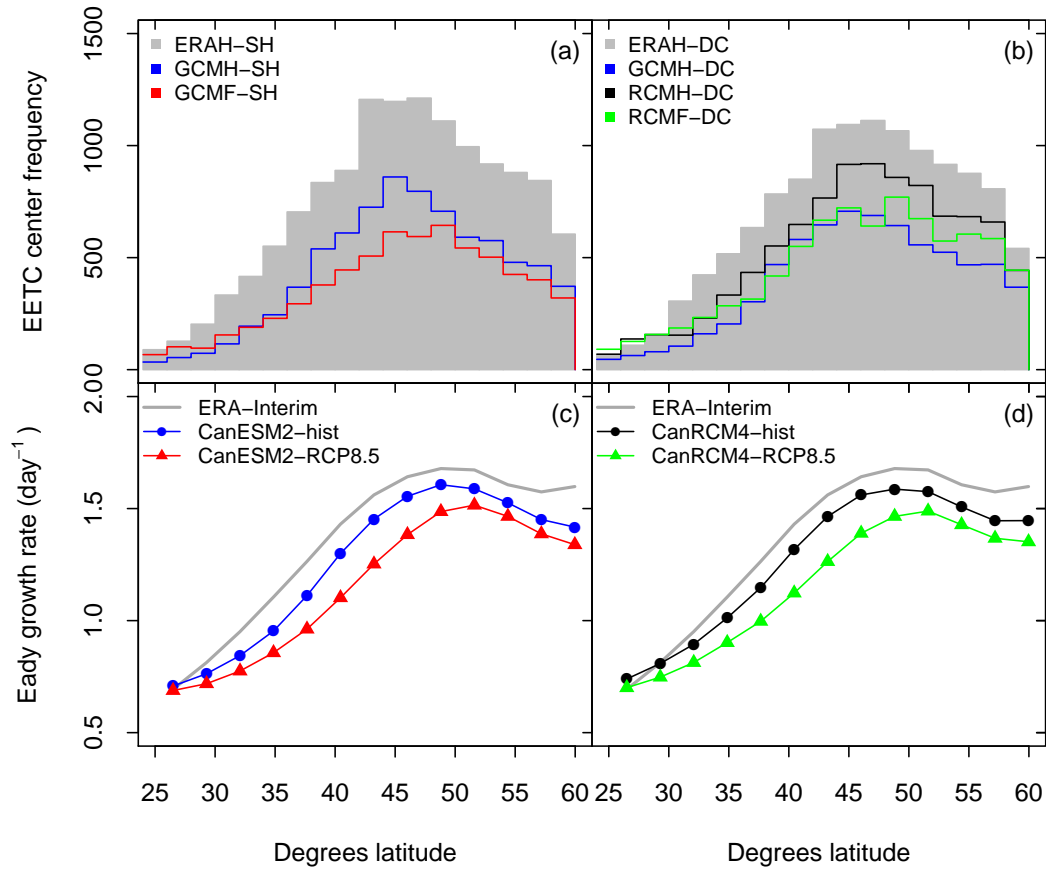 EETC center frequency
1500
1000
500
0
(a)
ERAH−SH
GCMH−SH
GCMF−SH
(b)
ERAH−DC
GCMH−DC
RCMH−DC
RCMF−DC
Eady growth rate (day−1 )
2.0
1.5
1.0
0.5
(c)
ERA−Interim
CanESM2−hist
CanESM2−RCP8.5
(d)
ERA−Interim
CanRCM4−hist
CanRCM4−RCP8.5
25 30 35 40 45 50 55 60
25 30 35 40 45 50 55 60
Degrees latitude
Degrees latitude